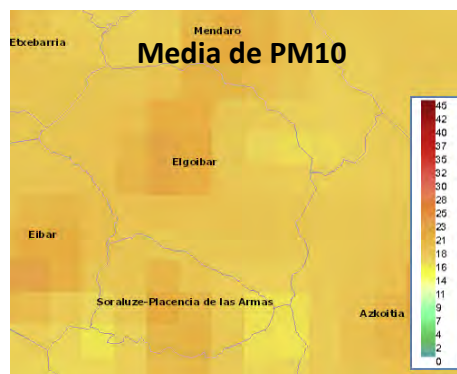 Etxebarria
Mendaro
Media de PM10
Elgoibar
Eibar
Soraluze-Placencia de las Armas
Azkoitia
45
42
37
35
32
30
28
25
23
21
18
16
14
11
9
7
4
2
0